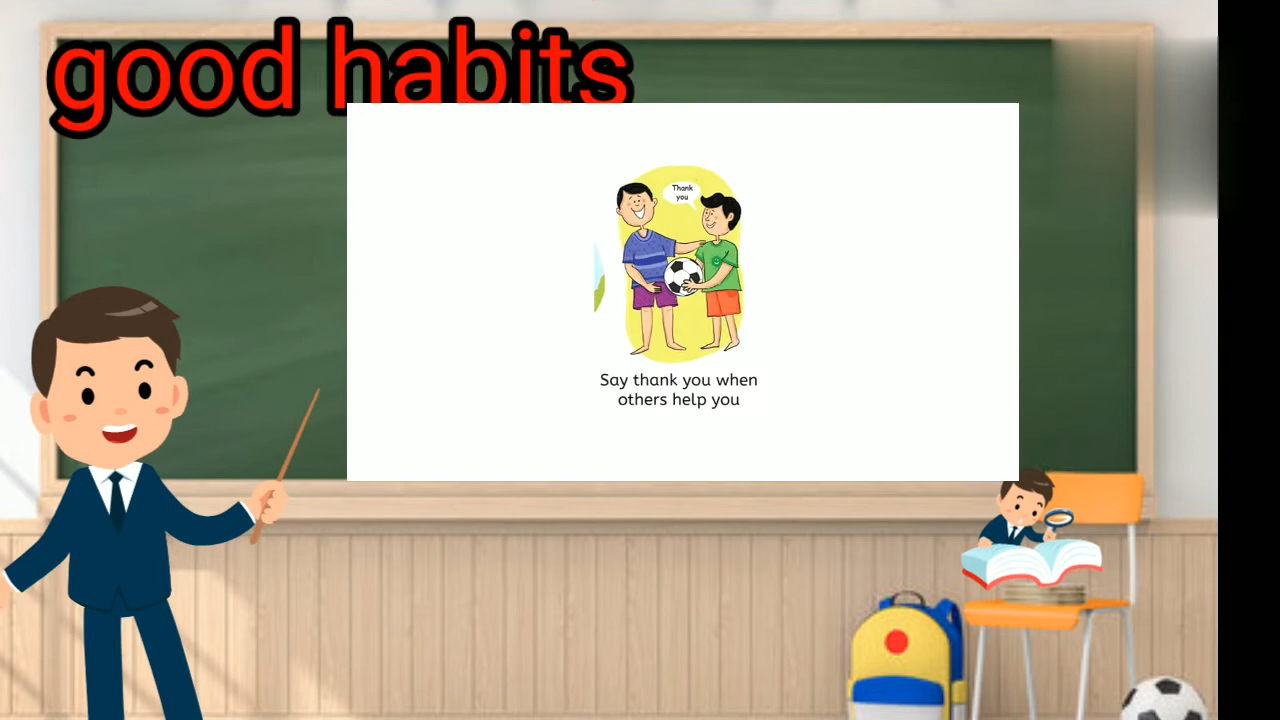 good habits
Thank
you
Say thank you when
others help you